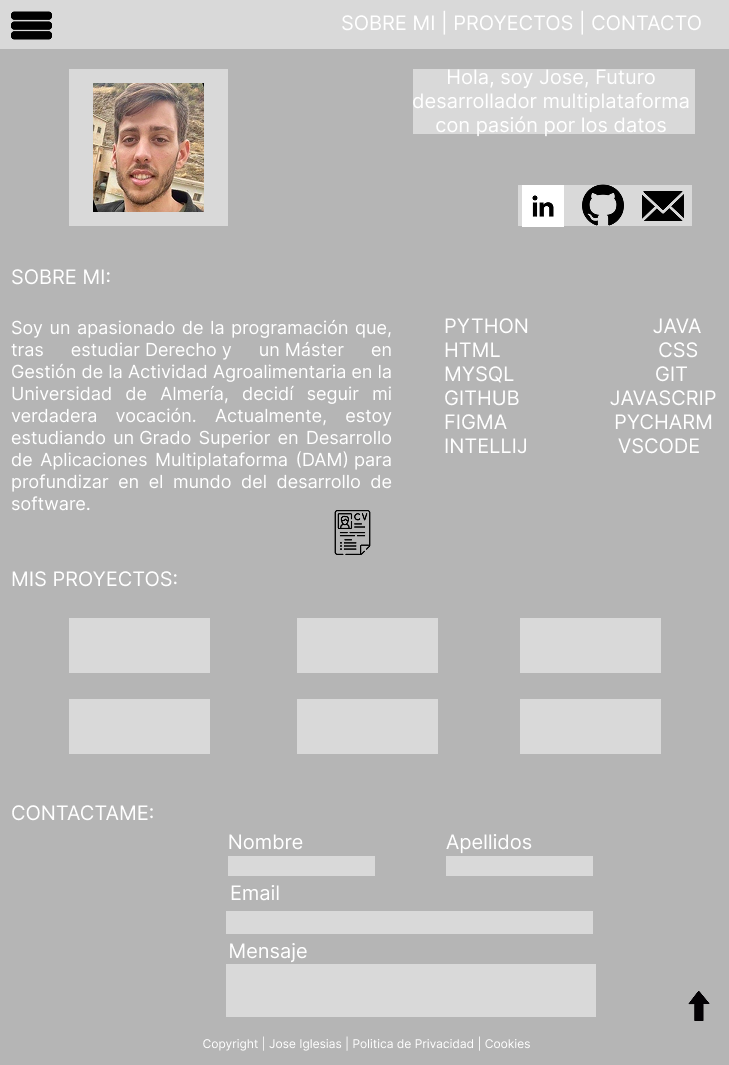 SOBRE MI | PROYECTOS | CONTACTO
Hola, soy Jose, Futuro
desarrollador multiplataforma
con pasión por los datos
in
SOBRE MI:
Soy un apasionado de la programación que,
tras estudiar Derecho y un Máster en
Gestión de la Actividad Agroalimentaria en la
Universidad de Almería, decidí seguir mi
verdadera vocación. Actualmente, estoy
estudiando un Grado Superior en Desarrollo
de Aplicaciones Multiplataforma (DAM) para
profundizar en el mundo del desarrollo de
software.
PYTHON JAVA
HTML CSS
MYSQL GIT
GITHUB JAVASCRIP
FIGMA PYCHARM
INTELLIJ VSCODE
CV
MIS PROYECTOS:
CONTACTAME:
Nombre Apellidos
Email
Mensaje
Copyright | Jose Iglesias | Politica de Privacidad | Cookies